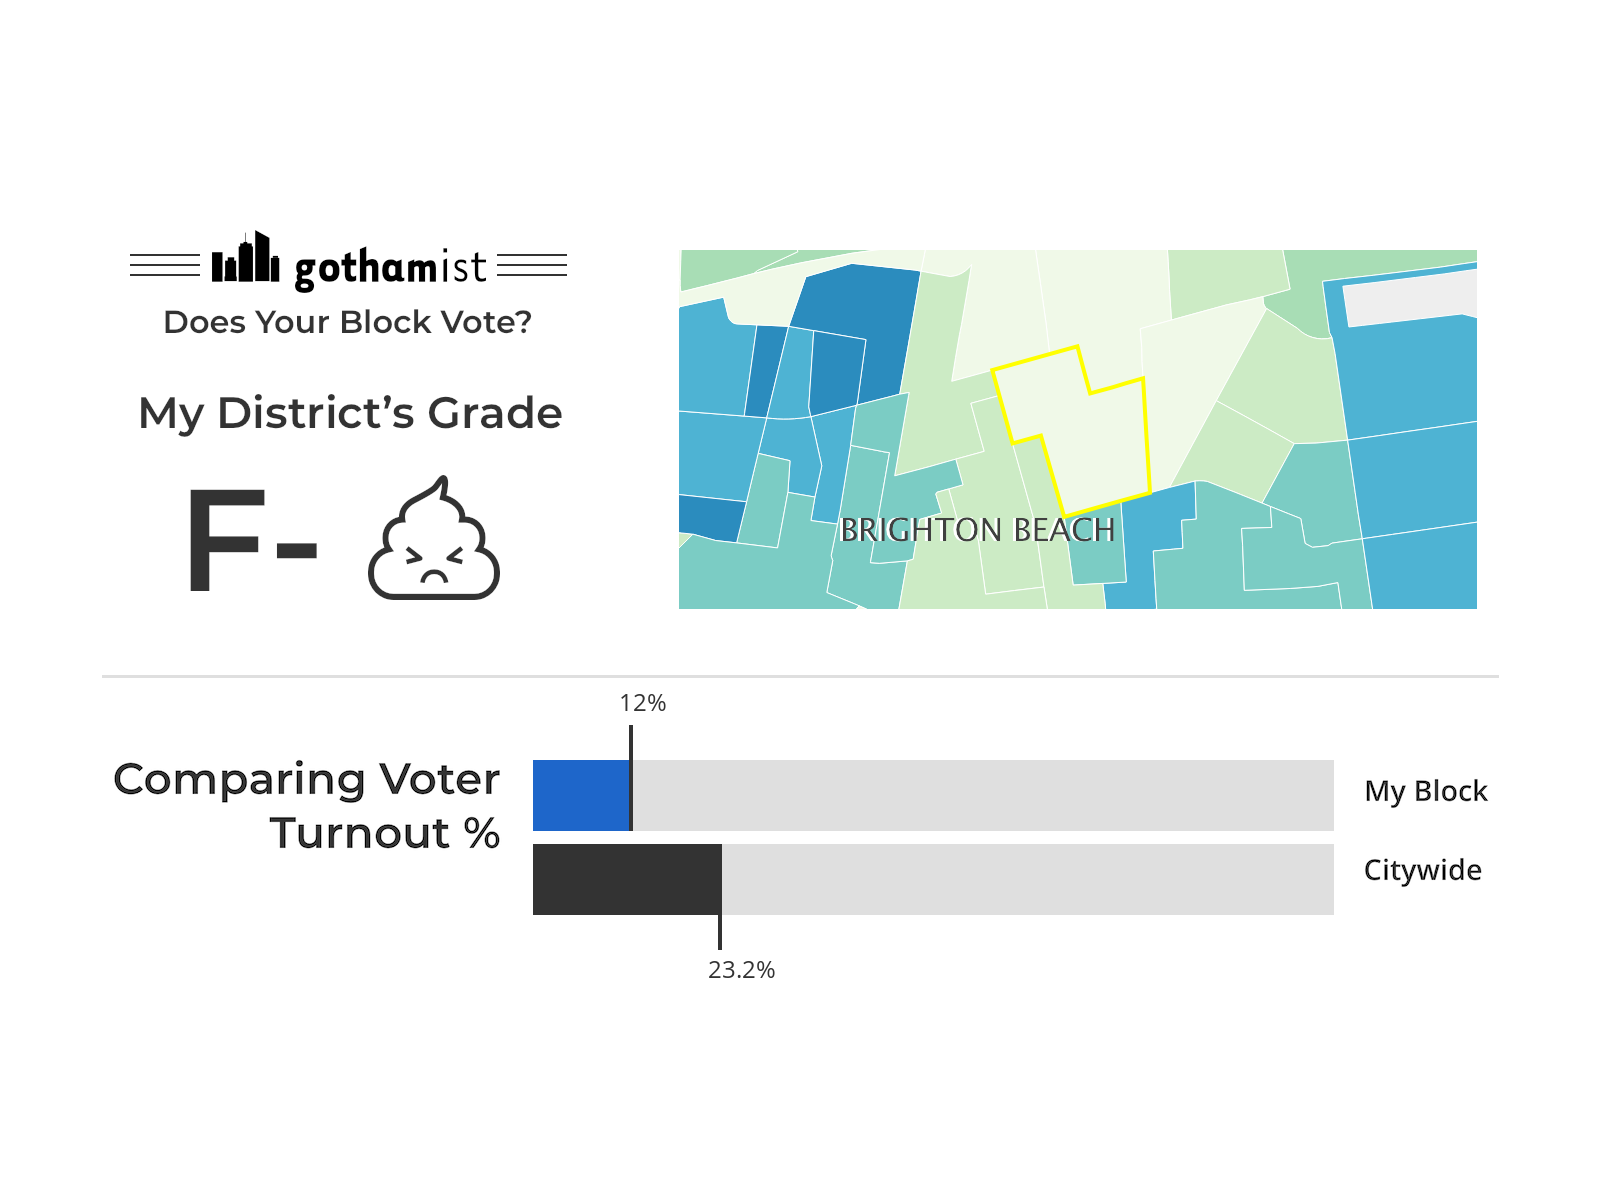 gothamist
Does Your Block Vote?
My District's Grade
F-
BRIGHTON BEACH
12%
Comparing Voter
Turnout %
My Block
Citywide
23.2%